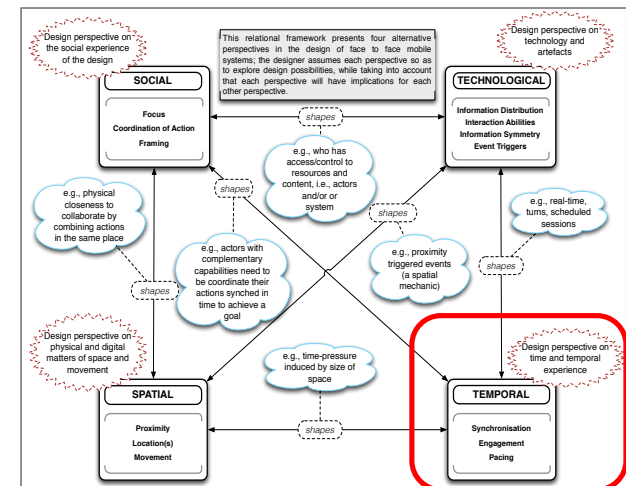 Design perspective on
the social experience
of the design
This relational framework presents four alternative
perspectives in the design of face to face mobile
systems; the designer assumes each perspective so as
to explore design possibilities, while taking into account
that each perspective will have implications for each
other perspective.
Design perspective on
technology and
artefacts
SOCIAL
Focus
Coordination of Action
Framing
TECHNOLOGICAL
Information Distribution
Interaction Abilities
Information Symmetry
Event Triggers
shapes
e.g., who has
access/control to
resources and
content, i.e., actors
and/or or system
shapes
shapes
e.g., physical
closeness to
collaborate by
combining actions
in the same place
e.g., real-time,
turns, scheduled
sessions
e.g., actors with
complementary
capabilities need to
be coordinate their
actions synched in
time to achieve a
goal
e.g., proximity
triggered events
(a spatial
mechanic)
shapes
shapes
Design perspective on
physical and digital
matters of space and
movement
e.g., time-pressure
induced by size of
space
Design perspective on
time and temporal
experience
SPATIAL
Proximity
Location(s)
Movement
shapes
TEMPORAL
Synchronisation
Engagement
Pacing